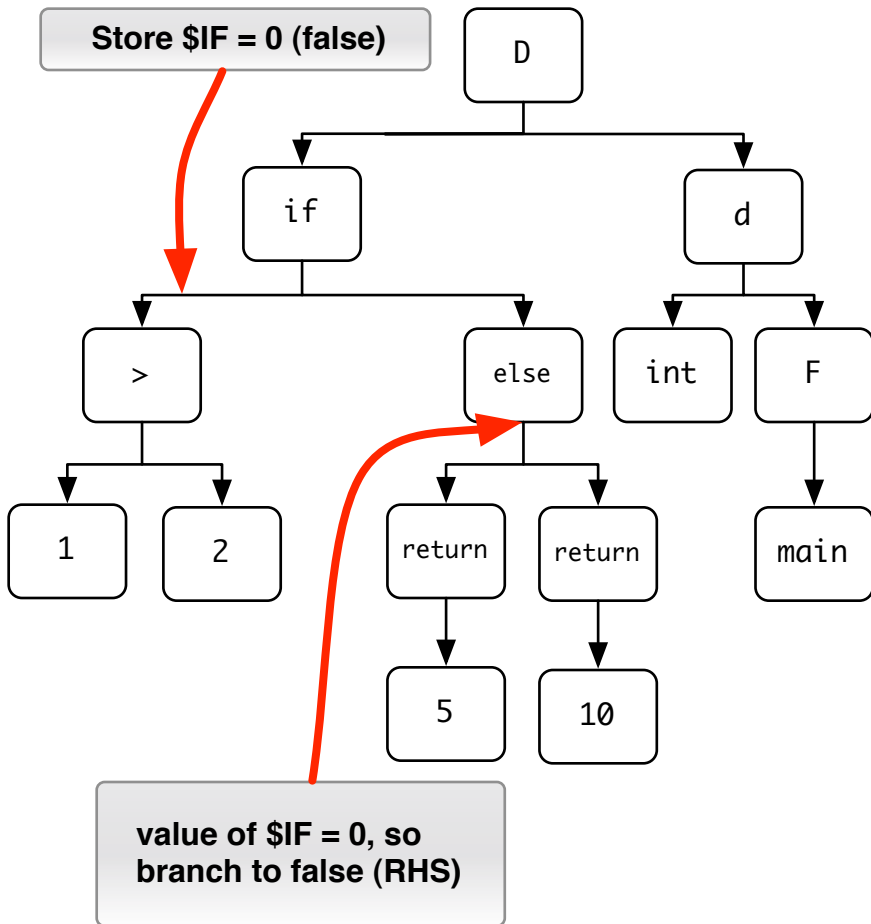 Store $IF = 0 (false)
D
if
d
>
else
int
F
1
2
return
return
main
5
10
value of $IF = 0, so
branch to false (RHS)